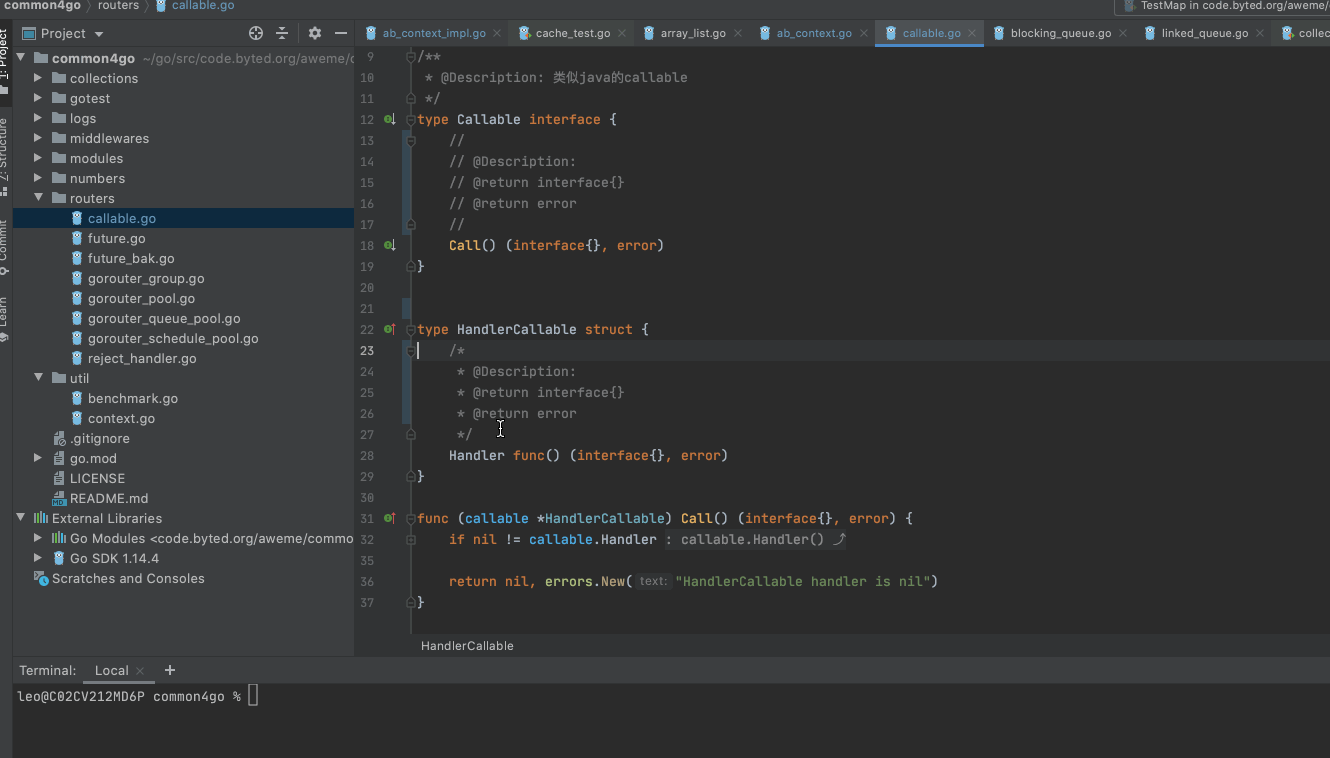 common4go › routers › callable.go
TestMap in code.byted.org/aweme/
Project
ab_context_impl.go
cache_test.go
array_list.go
ab_context.go
callable.go
blocking_queue.go
linked_queue.go
collec
1: Project
7: Structure
Commit
Learn
common4go ~/go/src/code.byted.org/aweme/c
collections
gotest
logs
middlewares
modules
numbers
routers
callable.go
future.go
future_bak.go
gorouter_group.go
gorouter_pool.go
gorouter_queue_pool.go
gorouter_schedule_pool.go
reject_handler.go
util
benchmark.go
context.go
.gitignore
go.mod
LICENSE
README.md
External Libraries
Go Modules <code.byted.org/aweme/commo
Go SDK 1.14.4
Scratches and Consoles
9 /**
10 * @Description: 类似java的callable
11 */
12 type Callable interface {
13 //
14 // @Description:
15 // @return interface{}
16 // @return error
17 //
18 Call() (interface{}, error)
19 }
20
21
22 type HandlerCallable struct {
23 /*
24 * @Description:
25 * @return interface{}
26 * @return error
27 */
28 Handler func() (interface{}, error)
29 }
30
31 func (callable *HandlerCallable) Call() (interface{}, error) {
32 if nil != callable.Handler : callable.Handler()
35
36 return nil, errors.New( text: "HandlerCallable handler is nil")
37 }
HandlerCallable
Terminal: Local +
leo@C02CV212MD6P common4go %